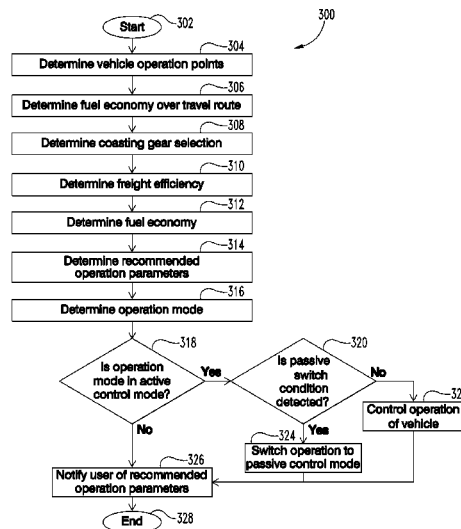 300
302
Start
304
Determine vehicle operation points
306
Determine fuel economy over travel route
308
Determine coasting gear selection
310
Determine freight efficiency
312
Determine fuel economy
314
Determine recommended
operation parameters
316
Determine operation mode
318
Is operation
mode in active
control mode?
Yes
No
320
Is passive
switch
condition
detected?
No
Yes
Control operation
of vehicle
324
Switch operation to
passive control mode
326
Notify user of recommended
operation parameters
End
328